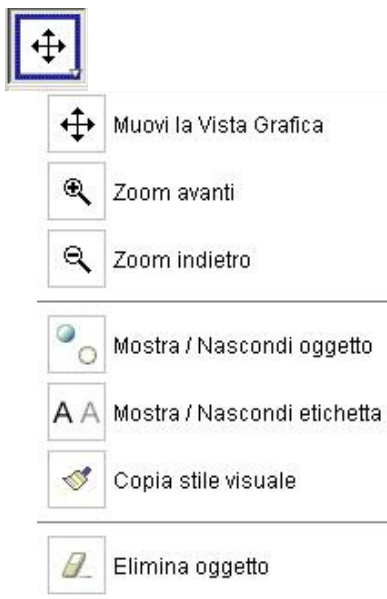 Muovi la Vista Grafica
Zoom avanti
Zoom indietro
Mostra / Nascondi oggetto
A A Mostra / Nascondi etichetta
Copia stile visuale
Elimina oggetto